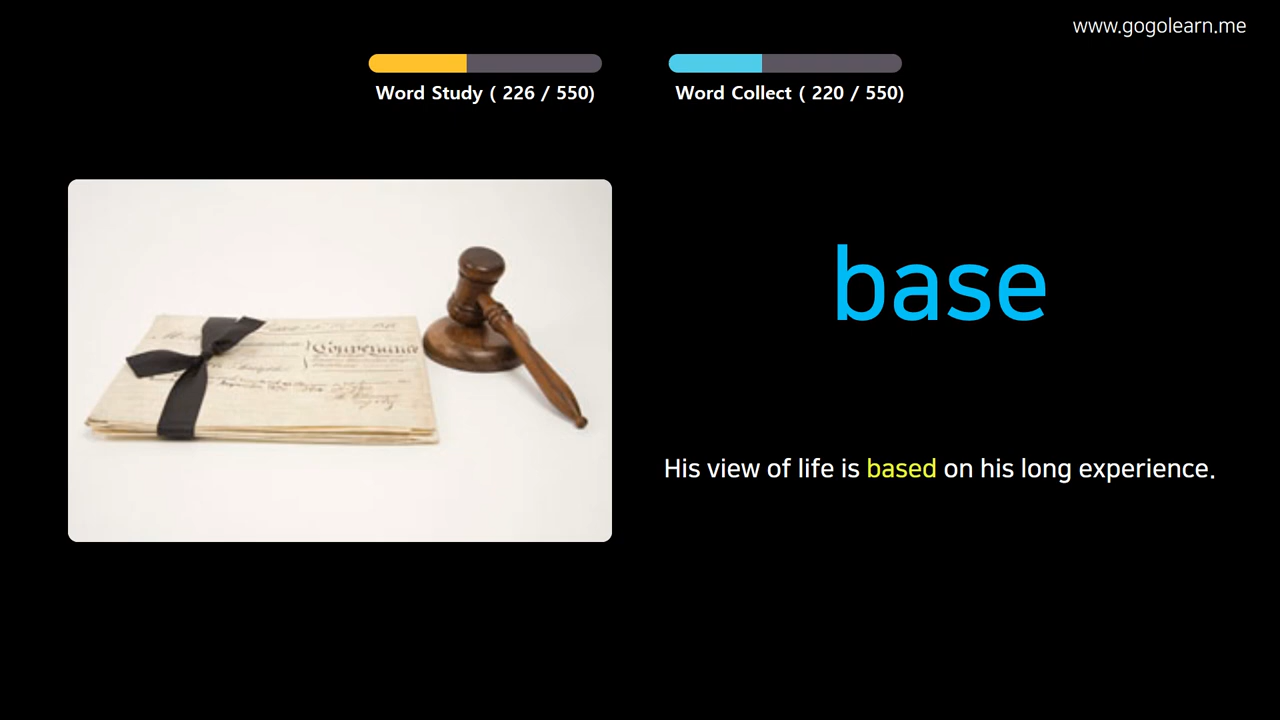 www.gogolearn.me
Word Study ( 226 / 550)
Word Collect ( 220 / 550)
base
His view of life is based on his long experience.
Conveyance